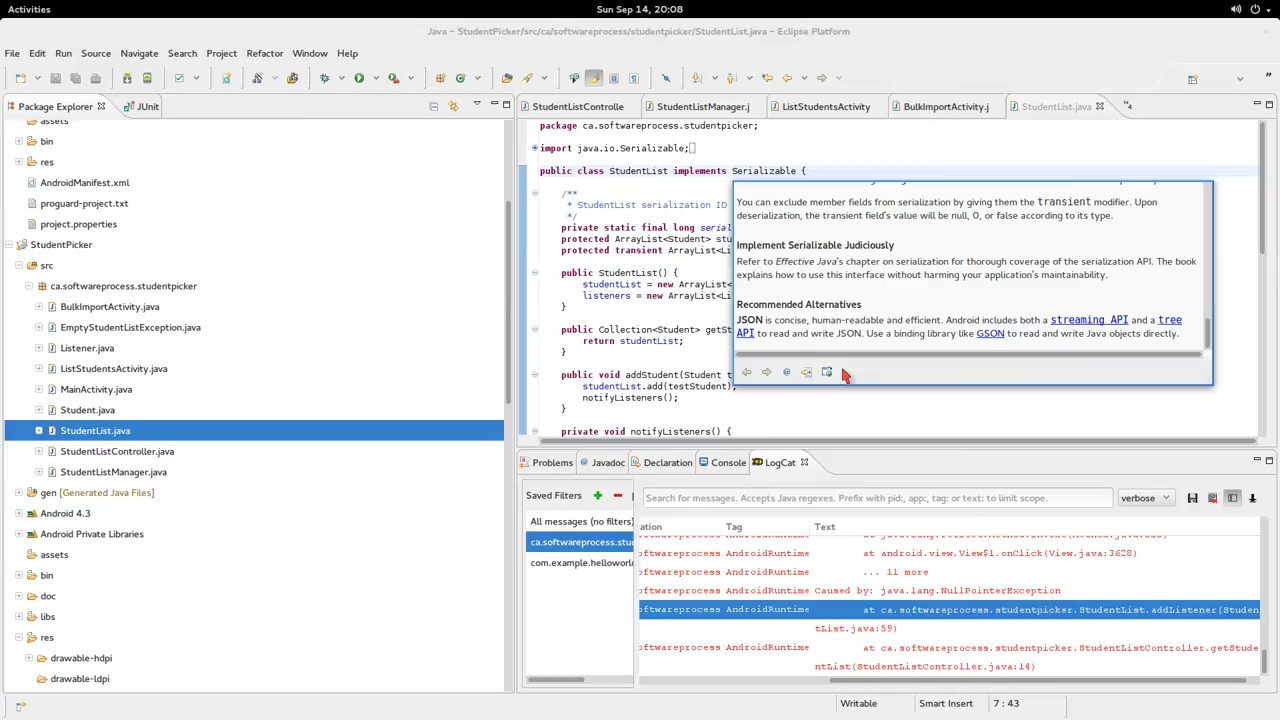 Activities
Sun Sep 14, 20:08
Java – StudentPicker/src/ca/softwareprocess/studentpicker/StudentList.java – Eclipse Platform
File Edit Run Source Navigate Search Project Refactor Window Help
Package Explorer
JUnit
assets
bin
res
AndroidManifest.xml
proguard-project.txt
project.properties
StudentPicker
src
ca.softwareprocess.studentpicker
BulkImportActivity.java
EmptyStudentListException.java
Listener.java
ListStudentsActivity.java
MainActivity.java
Student.java
StudentList.java
StudentListController.java
StudentListManager.java
gen [Generated Java Files]
Android 4.3
Android Private Libraries
assets
bin
doc
libs
res
drawable-hdpi
drawable-ldpi
StudentListControlle
StudentListManager.j
ListStudentsActivity
BulkImportActivity.j
StudentList.java
4
package ca.softwareprocess.studentpicker;
import java.io.Serializable;
public class StudentList implements Serializable {
/**
* StudentList serialization ID
*/
private static final long serial
protected ArrayList<Student> stu
protected transient ArrayList<Li
public StudentList() {
studentList = new ArrayList<
listeners = new ArrayList<Li
}
public Collection<Student> getSt
return studentList;
}
public void addStudent(Student t
studentList.add(testStudent);
notifyListeners();
}
private void notifyListeners() {
You can exclude member fields from serialization by giving them the transient modifier. Upon
deserialization, the transient field's value will be null, 0, or false according to its type.
Implement Serializable Judiciously
Refer to Effective Java's chapter on serialization for thorough coverage of the serialization API. The book
explains how to use this interface without harming your application's maintainability.
Recommended Alternatives
JSON is concise, human-readable and efficient. Android includes both a streaming API and a tree
API to read and write JSON. Use a binding library like GSON to read and write Java objects directly.
Problems
Javadoc
Declaration
Console
LogCat
Saved Filters
Search for messages. Accepts Java regexes. Prefix with pid:, app:, tag: or text: to limit scope.
verbose
All messages (no filters)
ca.softwareprocess.stu
com.example.helloworl
ation Tag Text
oftwareprocess AndroidRuntime
oftwareprocess AndroidRuntime at android.view.View$1.onClick(View.java:3628)
oftwareprocess AndroidRuntime ... 11 more
oftwareprocess AndroidRuntime Caused by: java.lang.NullPointerException
oftwareprocess AndroidRuntime at ca.softwareprocess.studentpicker.StudentList.addListener(Studen
tList.java:59)
oftwareprocess AndroidRuntime at ca.softwareprocess.studentpicker.StudentListController.getStude
ntList(StudentListController.java:14)
Writable
Smart Insert
7 : 43